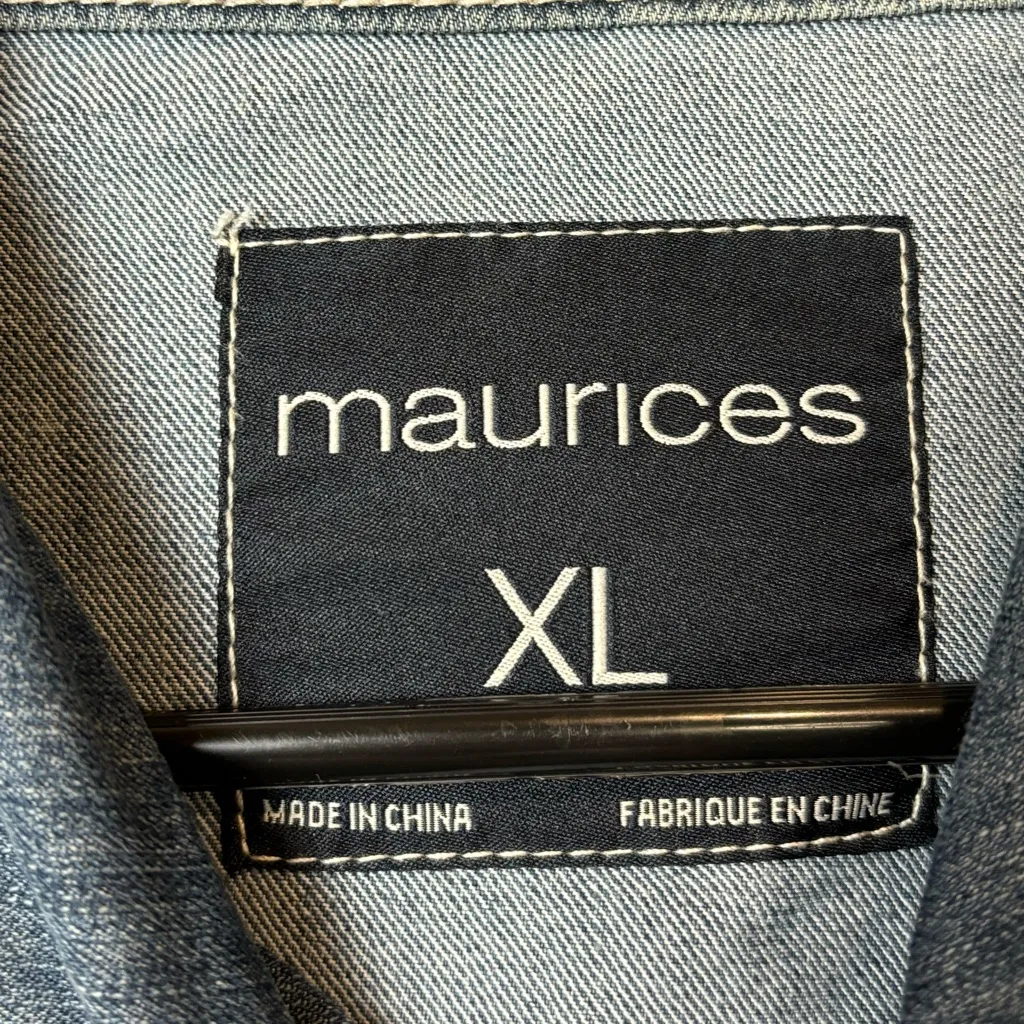 maurices
XL
MADE IN CHINA
FABRIQUE EN CHINE